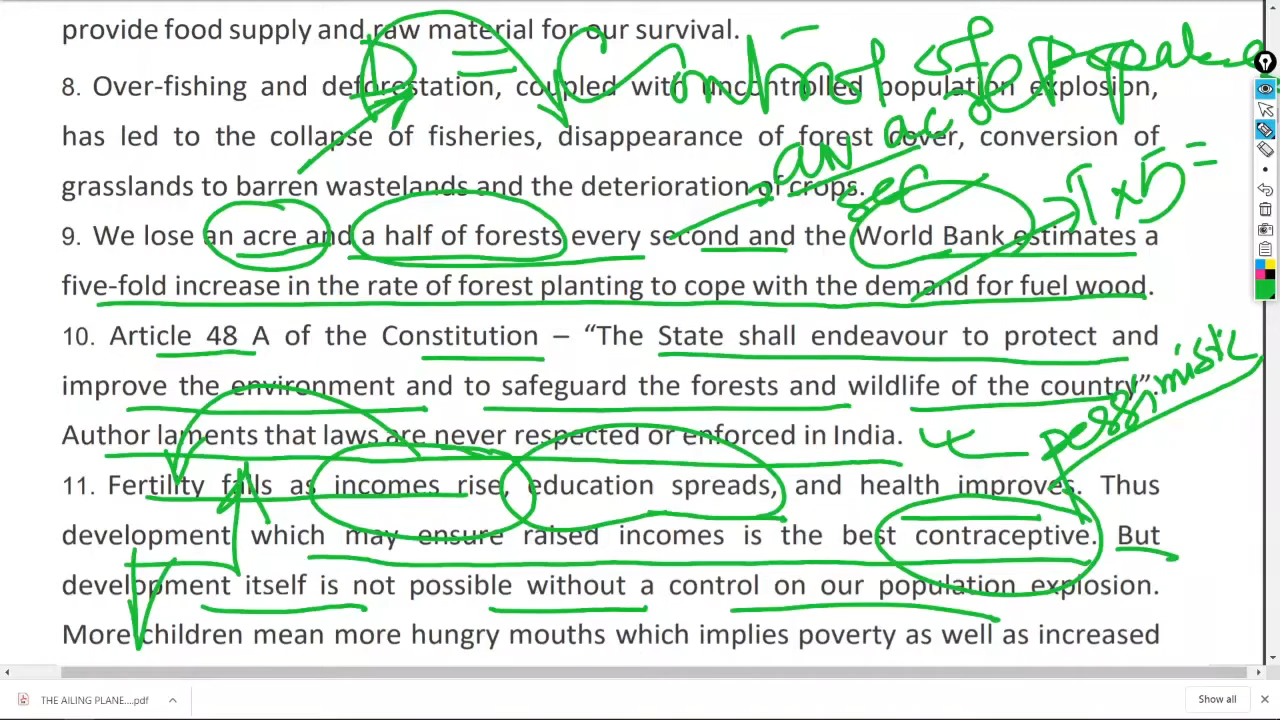 provide food supply and raw material for our survival.
D = Control of population
8. Over-fishing and deforestation, coupled with uncontrolled population explosion,
has led to the collapse of fisheries, disappearance of forest cover, conversion of
an ac
grasslands to barren wastelands and the deterioration of crops.
sec
1 x 5 =
9. We lose an acre and a half of forests every second and the World Bank estimates a
five-fold increase in the rate of forest planting to cope with the demand for fuel wood.
10. Article 48 A of the Constitution – “The State shall endeavour to protect and
improve the environment and to safeguard the forests and wildlife of the country”.
Author laments that laws are never respected or enforced in India.
pessimistic
11. Fertility falls as incomes rise, education spreads, and health improves. Thus
development which may ensure raised incomes is the best contraceptive. But
development itself is not possible without a control on our population explosion.
More children mean more hungry mouths which implies poverty as well as increased
THE AILING PLANE....pdf
Show all